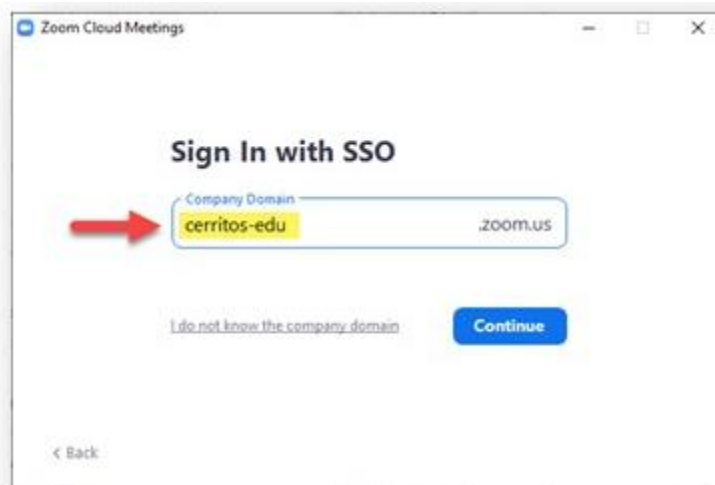 Zoom Cloud Meetings
Sign In with SSO
Company Domain
cerritos-edu .zoom.us
I do not know the company domain Continue
< Back